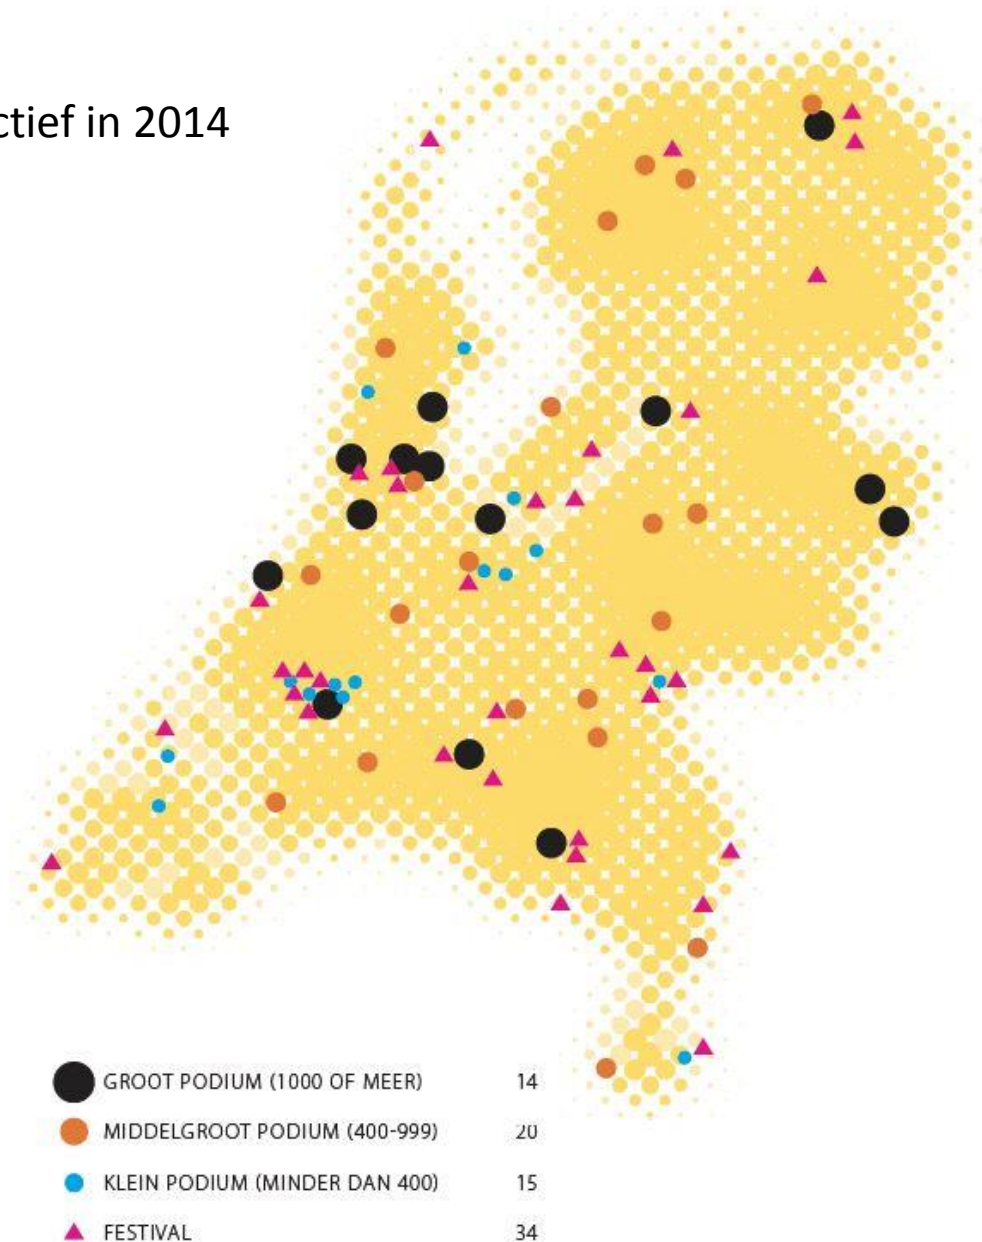 ctief in 2014
GROOT PODIUM (1000 OF MEER) 14
MIDDELGROOT PODIUM (400-999) 20
KLEIN PODIUM (MINDER DAN 400) 15
FESTIVAL 34